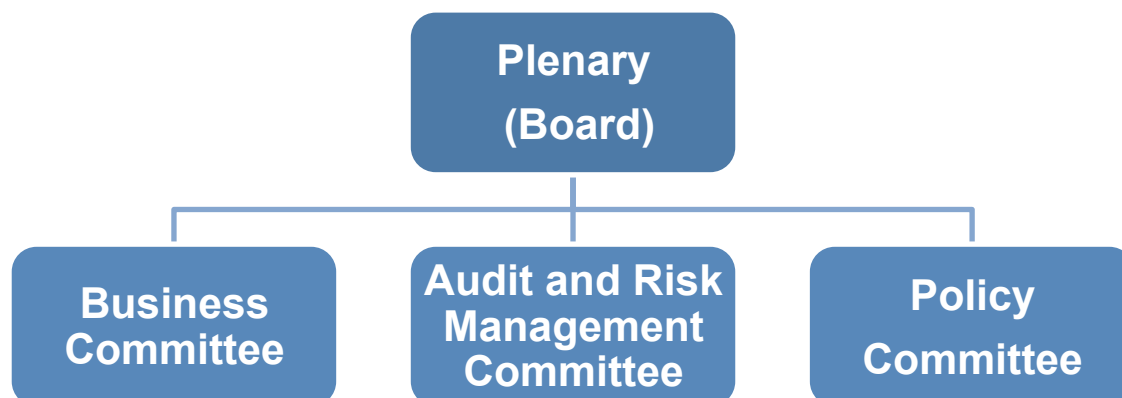 Plenary
(Board)
Business
Committee
Audit and Risk
Management
Committee
Policy
Committee